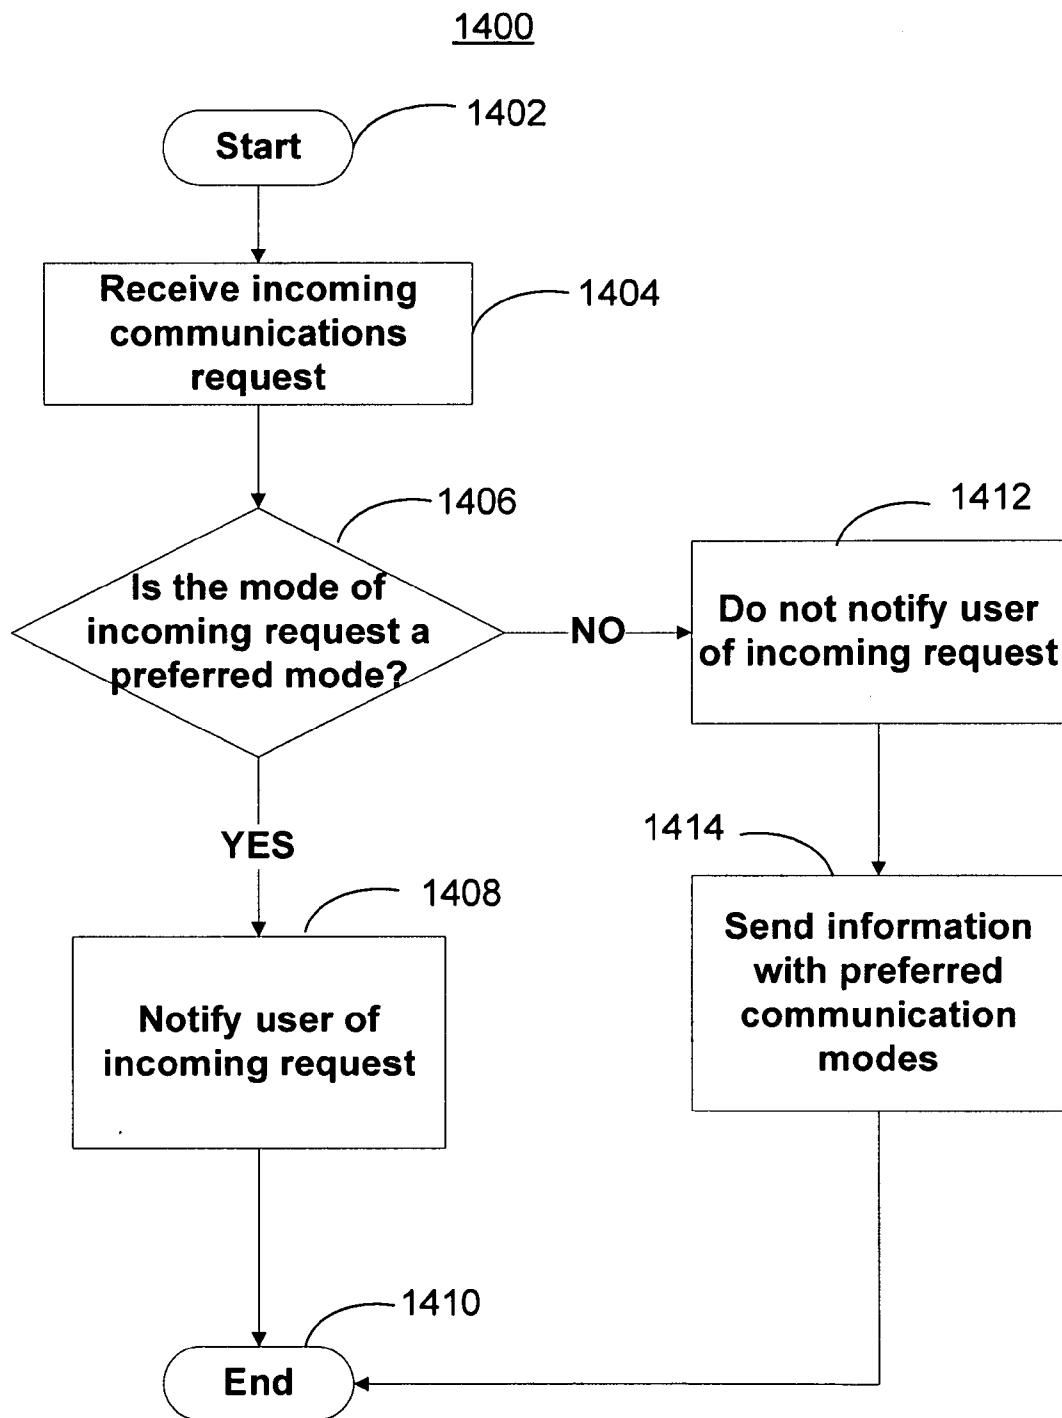 1400
1402
Start
Receive incoming
communications
request
1404
1406
Is the mode of
incoming request a
preferred mode?
NO
1412
Do not notify user
of incoming request
YES
1408
Notify user of
incoming request
1414
Send information
with preferred
communication
modes
1410
End